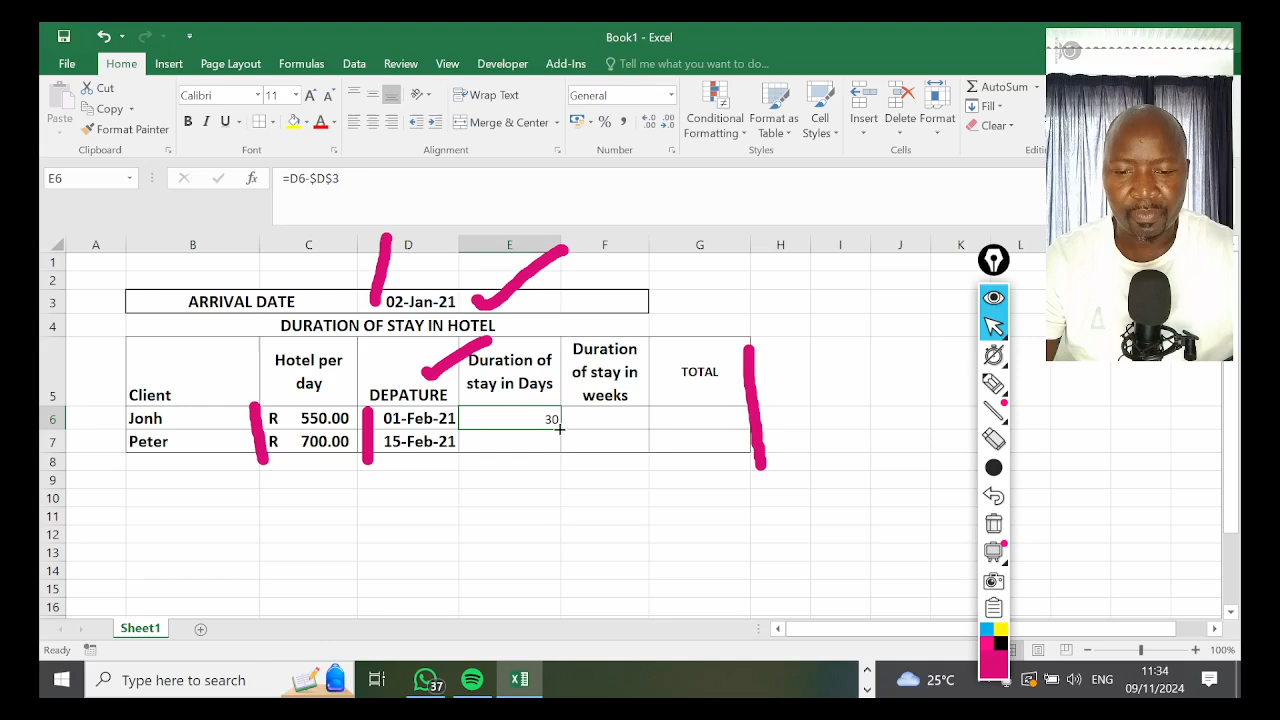 Book1 - Excel
File Home Insert Page Layout Formulas Data Review View Developer Add-Ins Tell me what you want to do...
Paste
Cut
Copy
Format Painter
Clipboard
Calibri 11
B I U
Font
Wrap Text
Merge & Center
Alignment
General
Number
Conditional Formatting
Format as Table
Cell Styles
Styles
Insert
Delete
Format
Cells
AutoSum
Fill
Clear
E6 fx =D6-$D$3
A B C D E F G H I J K L
1
2
3 ARRIVAL DATE 02-Jan-21
4 DURATION OF STAY IN HOTEL
5 Client Hotel per day DEPATURE Duration of stay in Days Duration of stay in weeks TOTAL
6 Jonh R 550.00 01-Feb-21 30
7 Peter R 700.00 15-Feb-21
8
9
10
11
12
13
14
15
16
Sheet1
Ready 100%
Type here to search 37 25°C ENG 11:34
09/11/2024